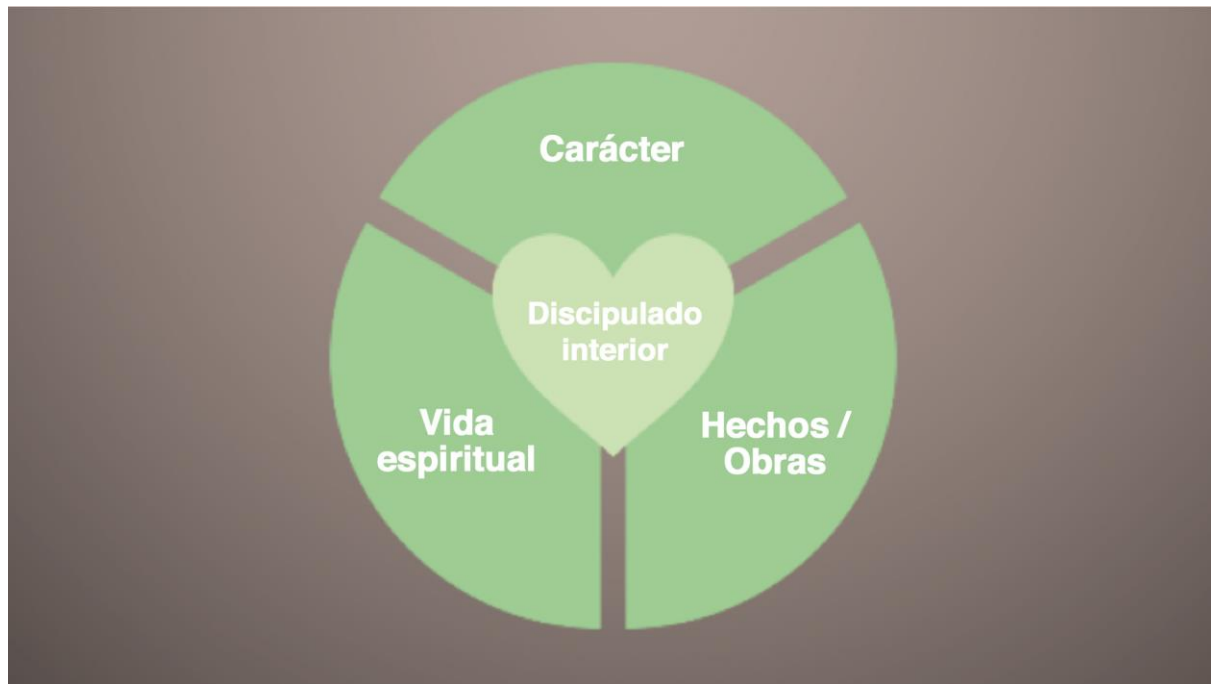 Carácter
Discipulado
interior
Vida
espiritual
Hechos /
Obras